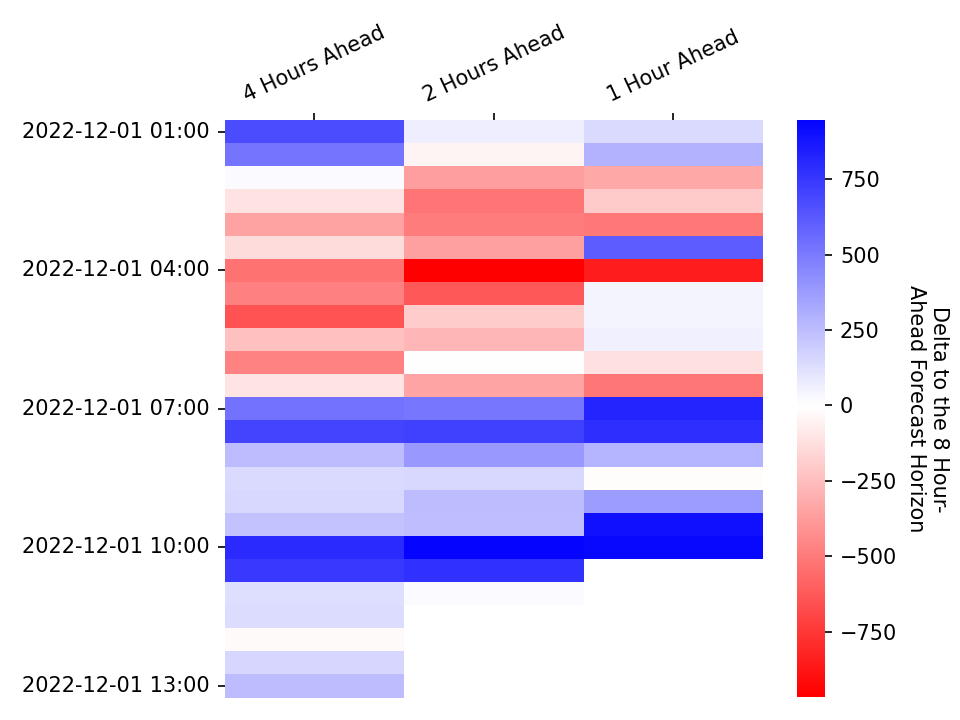 4 Hours Ahead
2 Hours Ahead
1 Hour Ahead
2022-12-01 01:00
2022-12-01 04:00
2022-12-01 07:00
2022-12-01 10:00
2022-12-01 13:00
750
500
250
0
−250
−500
−750
Delta to the 8 Hour-
Ahead Forecast Horizon